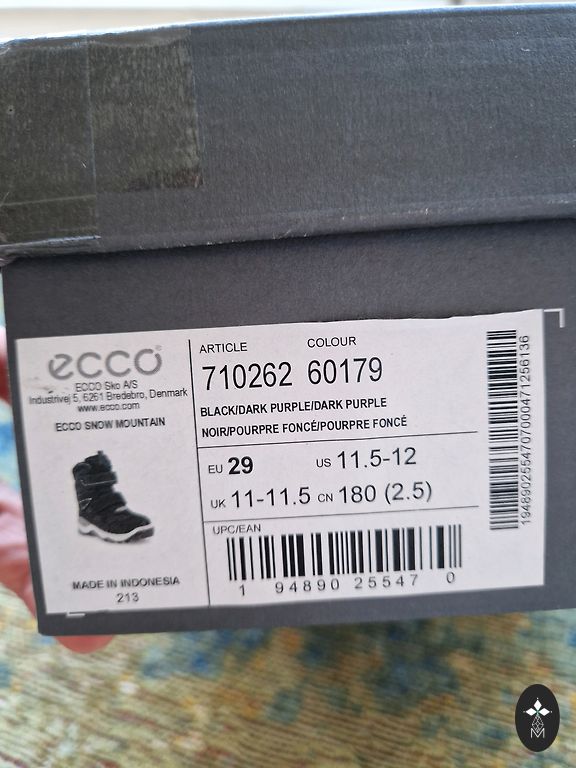 ecco
ECCO Sko A/S
Industrivej 5, 6261 Bredebro, Denmark
www.ecco.com
ECCO SNOW MOUNTAIN
MADE IN INDONESIA
213
ARTICLE COLOUR
710262 60179
BLACK/DARK PURPLE/DARK PURPLE
NOIR/POURPRE FONCÉ/POURPRE FONCÉ
EU 29 US 11.5-12
UK 11-11.5 CN 180 (2.5)
UPC/EAN
1 94890 25547 0
19489025547070004712561​36
M